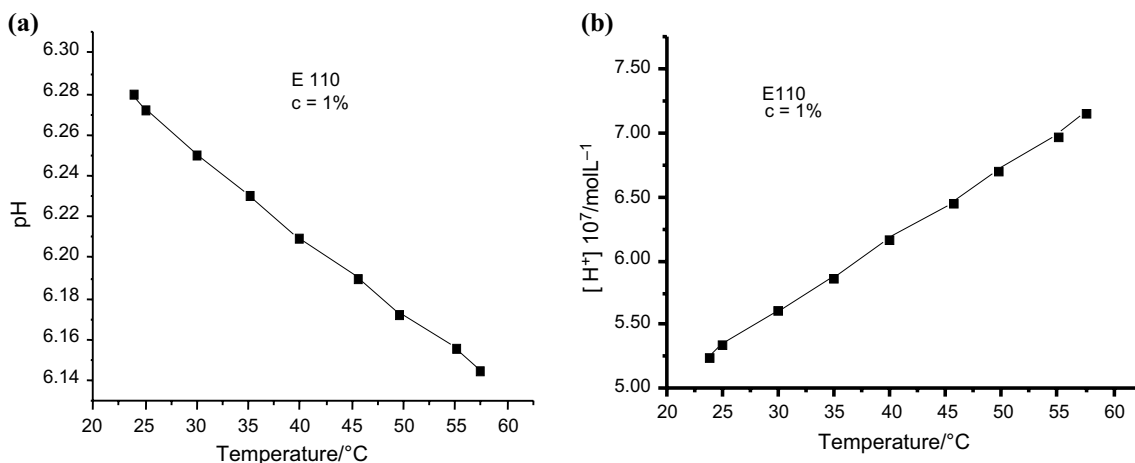 (a)
6.30
6.28
6.26
6.24
6.22
6.20
6.18
6.16
6.14
pH
E 110
c = 1%
20 25 30 35 40 45 50 55 60
Temperature/°C
(b)
7.50
7.00
6.50
6.00
5.50
5.00
[ H⁺] 10⁷/molL⁻¹
E110
c = 1%
20 25 30 35 40 45 50 55 60
Temperature/°C